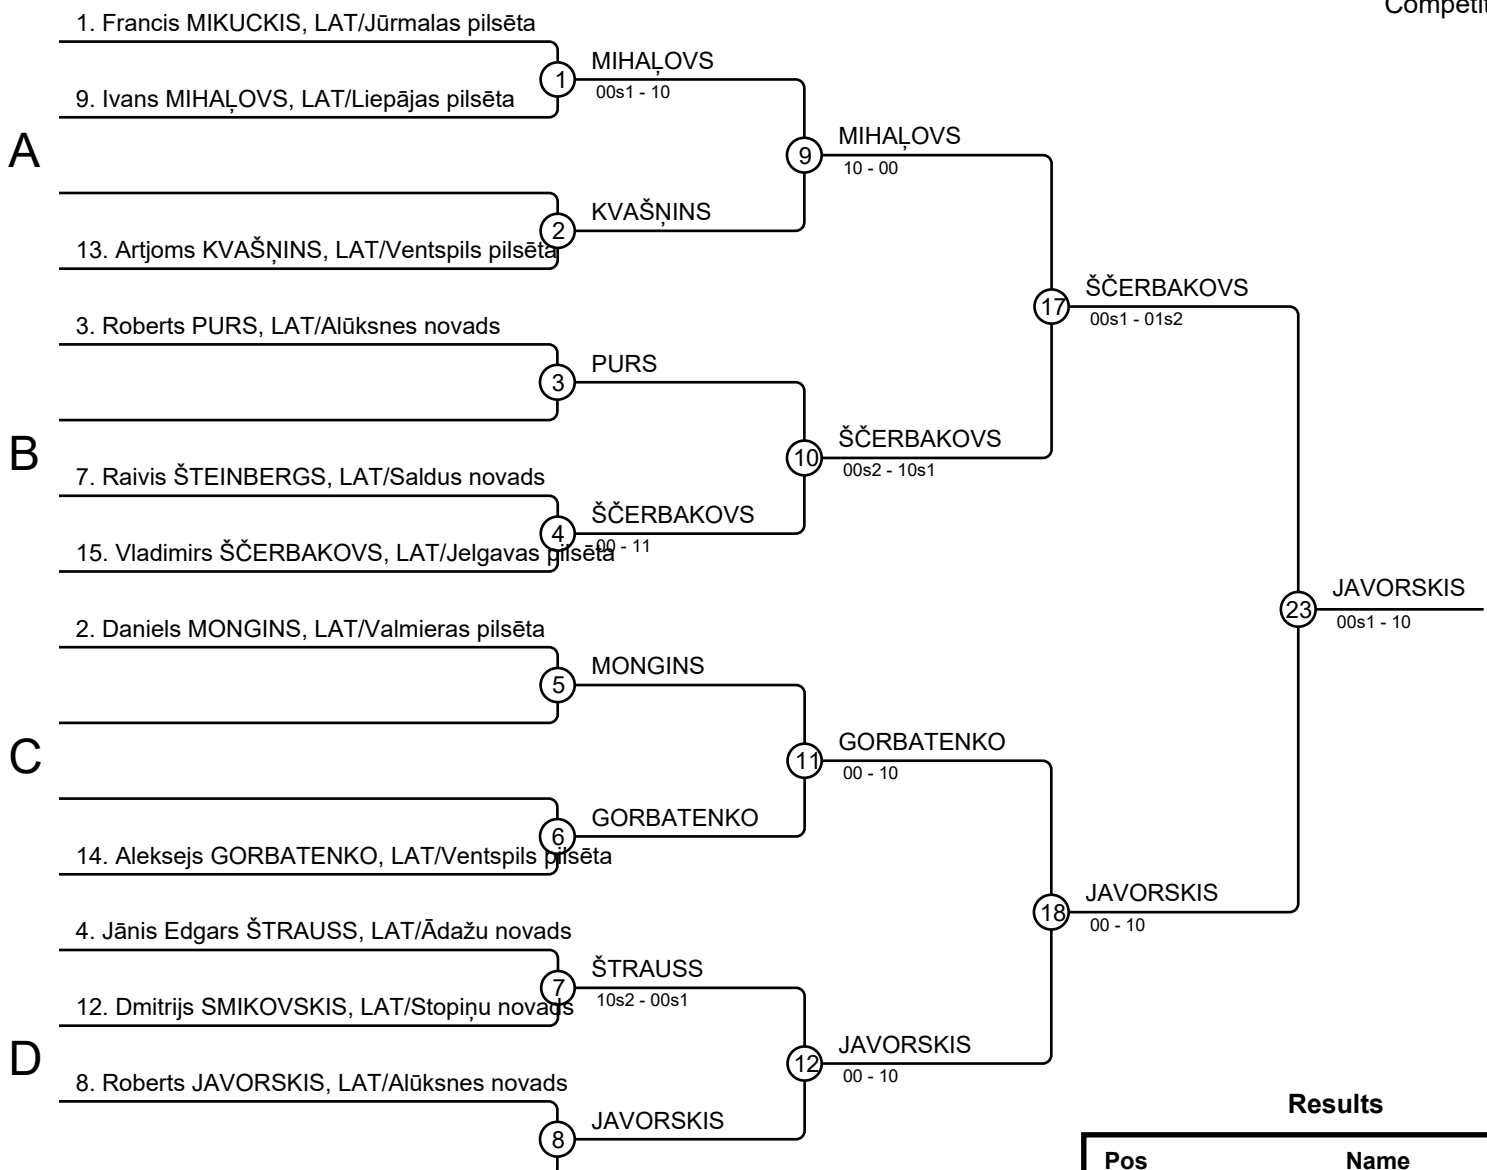 Competit
1. Francis MIKUCKIS, LAT/Jūrmalas pilsēta
1
MIHAĻOVS
00s1 - 10
9. Ivans MIHAĻOVS, LAT/Liepājas pilsēta
A
9
MIHAĻOVS
10 - 00
2
KVAŠŅINS
13. Artjoms KVAŠŅINS, LAT/Ventspils pilsēta
17
ŠČERBAKOVS
00s1 - 01s2
3. Roberts PURS, LAT/Alūksnes novads
3
PURS
B
10
ŠČERBAKOVS
00s2 - 10s1
7. Raivis ŠTEINBERGS, LAT/Saldus novads
4
ŠČERBAKOVS
00 - 11
15. Vladimirs ŠČERBAKOVS, LAT/Jelgavas pilsēta
23
JAVORSKIS
00s1 - 10
2. Daniels MONGINS, LAT/Valmieras pilsēta
5
MONGINS
C
11
GORBATENKO
00 - 10
6
GORBATENKO
14. Aleksejs GORBATENKO, LAT/Ventspils pilsēta
18
JAVORSKIS
00 - 10
4. Jānis Edgars ŠTRAUSS, LAT/Ādažu novads
7
ŠTRAUSS
10s2 - 00s1
12. Dmitrijs SMIKOVSKIS, LAT/Stopiņu novads
D
12
JAVORSKIS
00 - 10
8. Roberts JAVORSKIS, LAT/Alūksnes novads
8
JAVORSKIS
Results
Pos Name